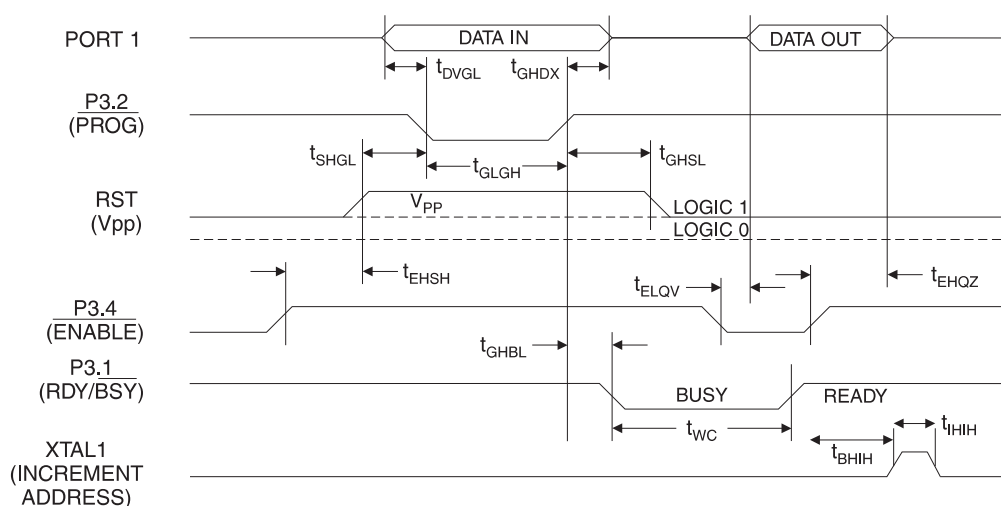 PORT 1
DATA IN
DATA OUT
tDVGL
tGHDX
P3.2
(PROG)
tSHGL
tGLGH
tGHSL
RST
(Vpp)
VPP
LOGIC 1
LOGIC 0
tEHSH
tELQV
tEHQZ
P3.4
(ENABLE)
tGHBL
P3.1
(RDY/BSY)
BUSY
READY
tWC
tIHIH
tBHIH
XTAL1
(INCREMENT
ADDRESS)